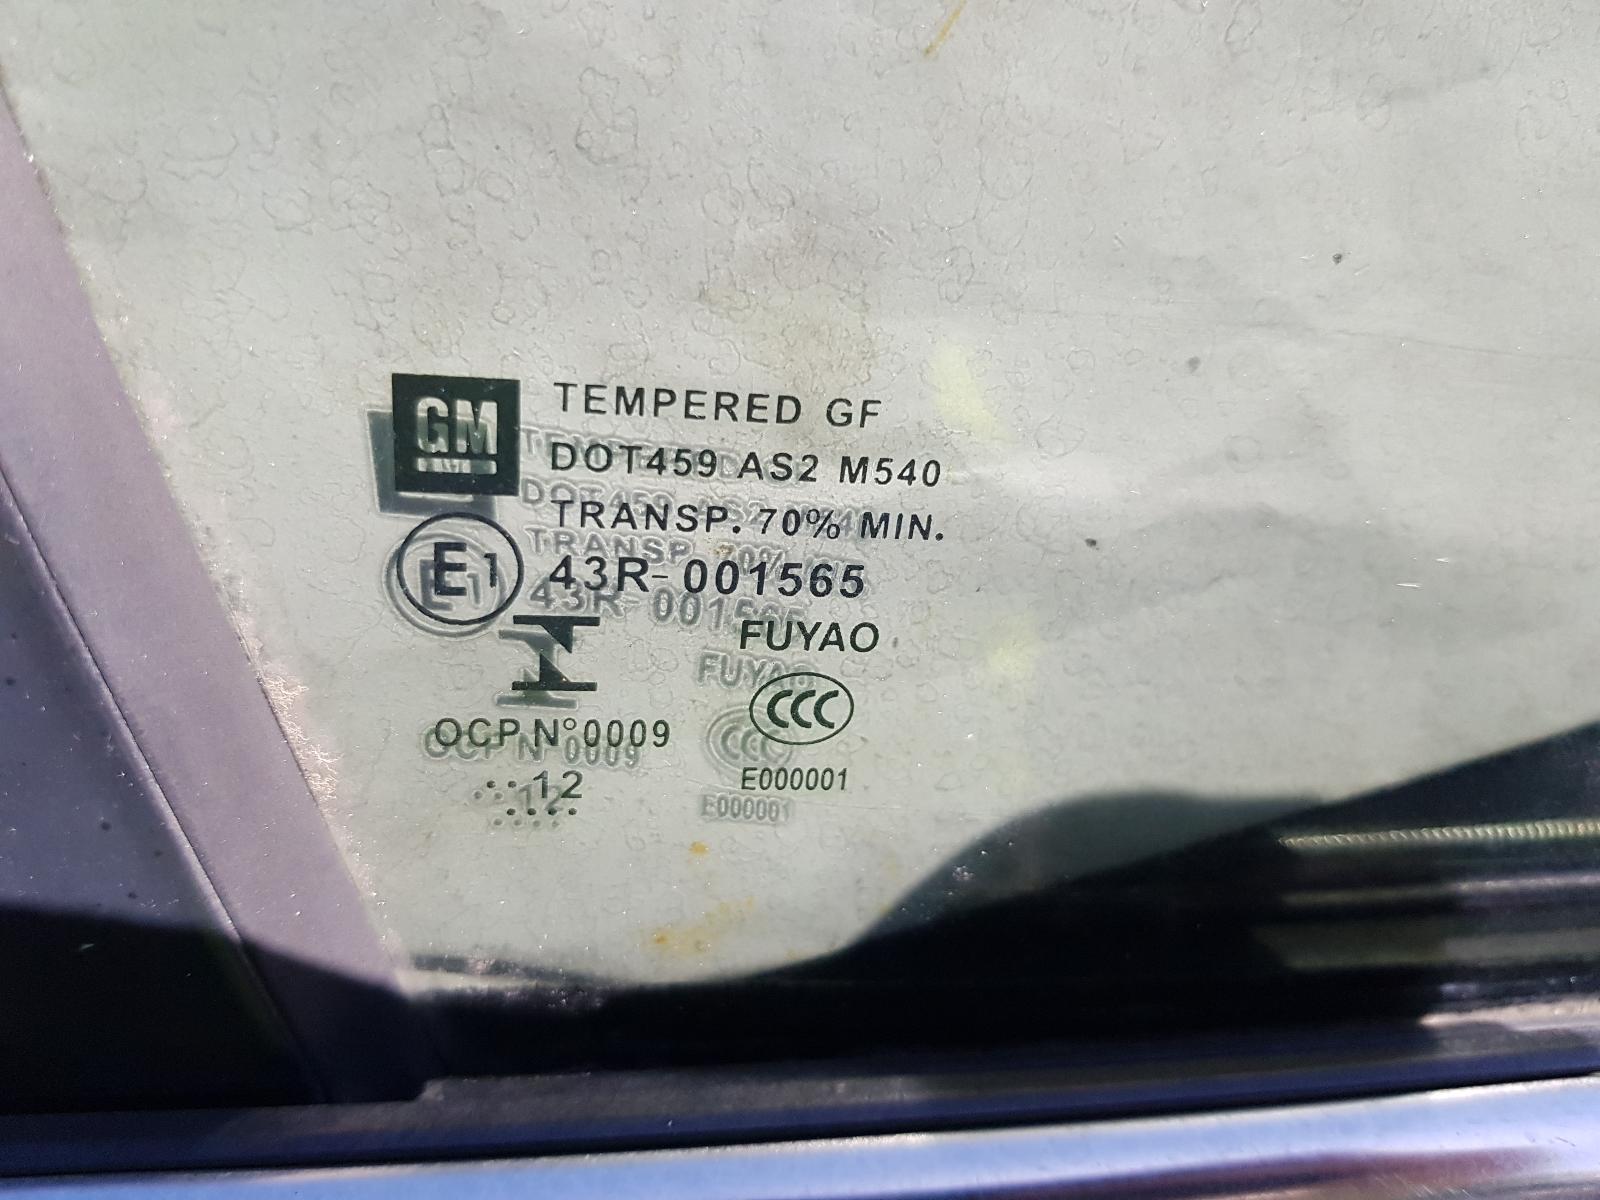 GM
TEMPERED GF
DOT459 AS2 M540
TRANSP. 70% MIN.
E1
43R-001565
FUYAO
CCC
OCP N°0009
E000001
..12